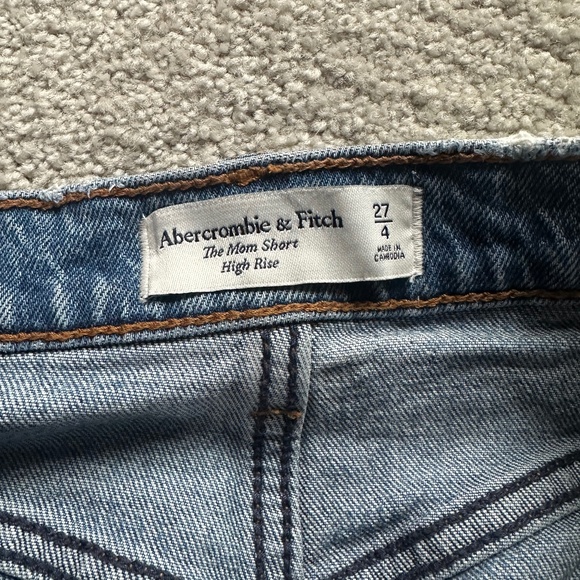 Abercrombie & Fitch
The Mom Short
High Rise
27
4
MADE IN
CAMBODIA